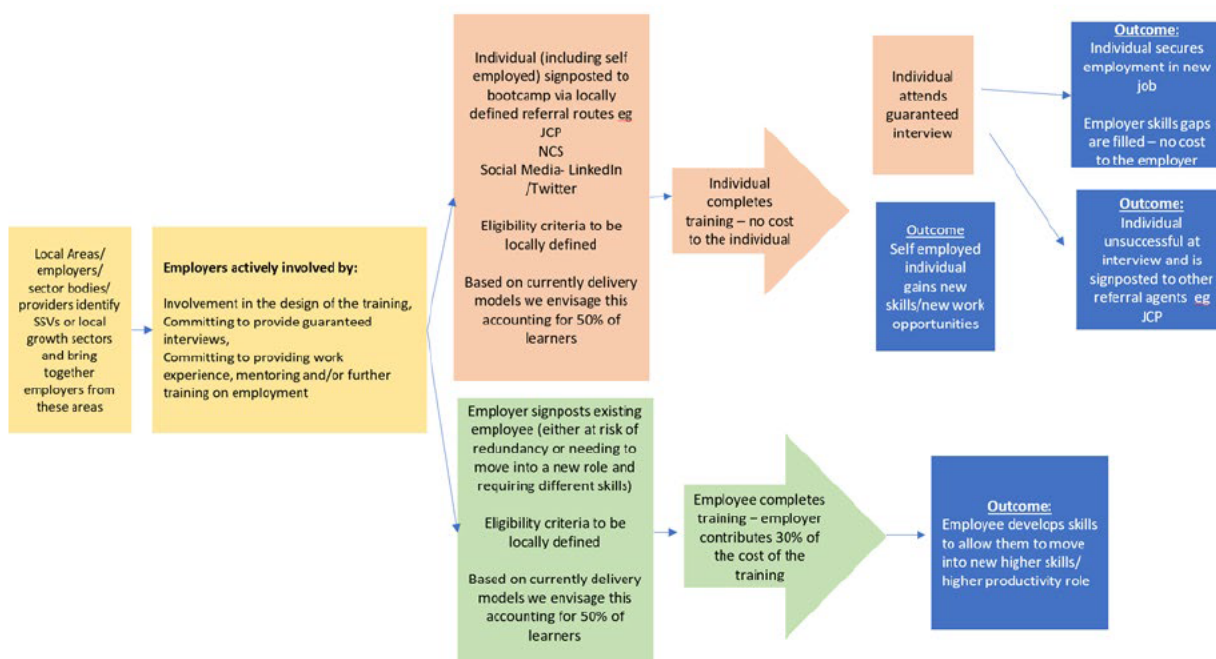 Local Areas/
employers/
sector bodies/
providers identify
SSVs or local
growth sectors
and bring
together
employers from
these areas
Employers actively involved by:
Involvement in the design of the training,
Committing to provide guaranteed
interviews,
Committing to providing work
experience, mentoring and/or further
training on employment
Individual (including self
employed) signposted to
bootcamp via locally
defined referral routes eg
JCP
NCS
Social Media- LinkedIn
/Twitter
Eligibility criteria to be
locally defined
Based on currently delivery
models we envisage this
accounting for 50% of
learners
Individual
completes
training – no cost
to the individual
Individual
attends
guaranteed
interview
Outcome
Self employed
individual
gains new
skills/new work
opportunities
Outcome:
Individual secures
employment in new
job
Employer skills gaps
are filled – no cost
to the employer
Outcome:
Individual
unsuccessful at
interview and is
signposted to other
referral agents eg
JCP
Employer signposts existing
employee (either at risk of
redundancy or needing to
move into a new role and
requiring different skills)
Eligibility criteria to be
locally defined
Based on currently delivery
models we envisage this
accounting for 50% of
learners
Employee completes
training – employer
contributes 30% of
the cost of the
training
Outcome:
Employee develops skills
to allow them to move
into new higher skills/
higher productivity role